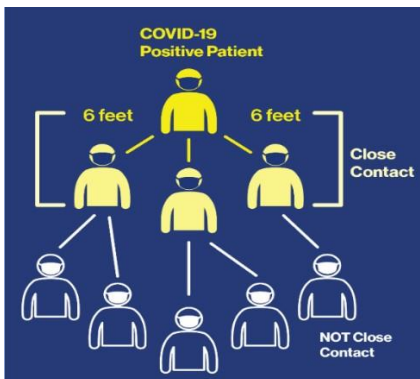 COVID-19
Positive Patient
6 feet
6 feet
Close
Contact
NOT Close
Contact